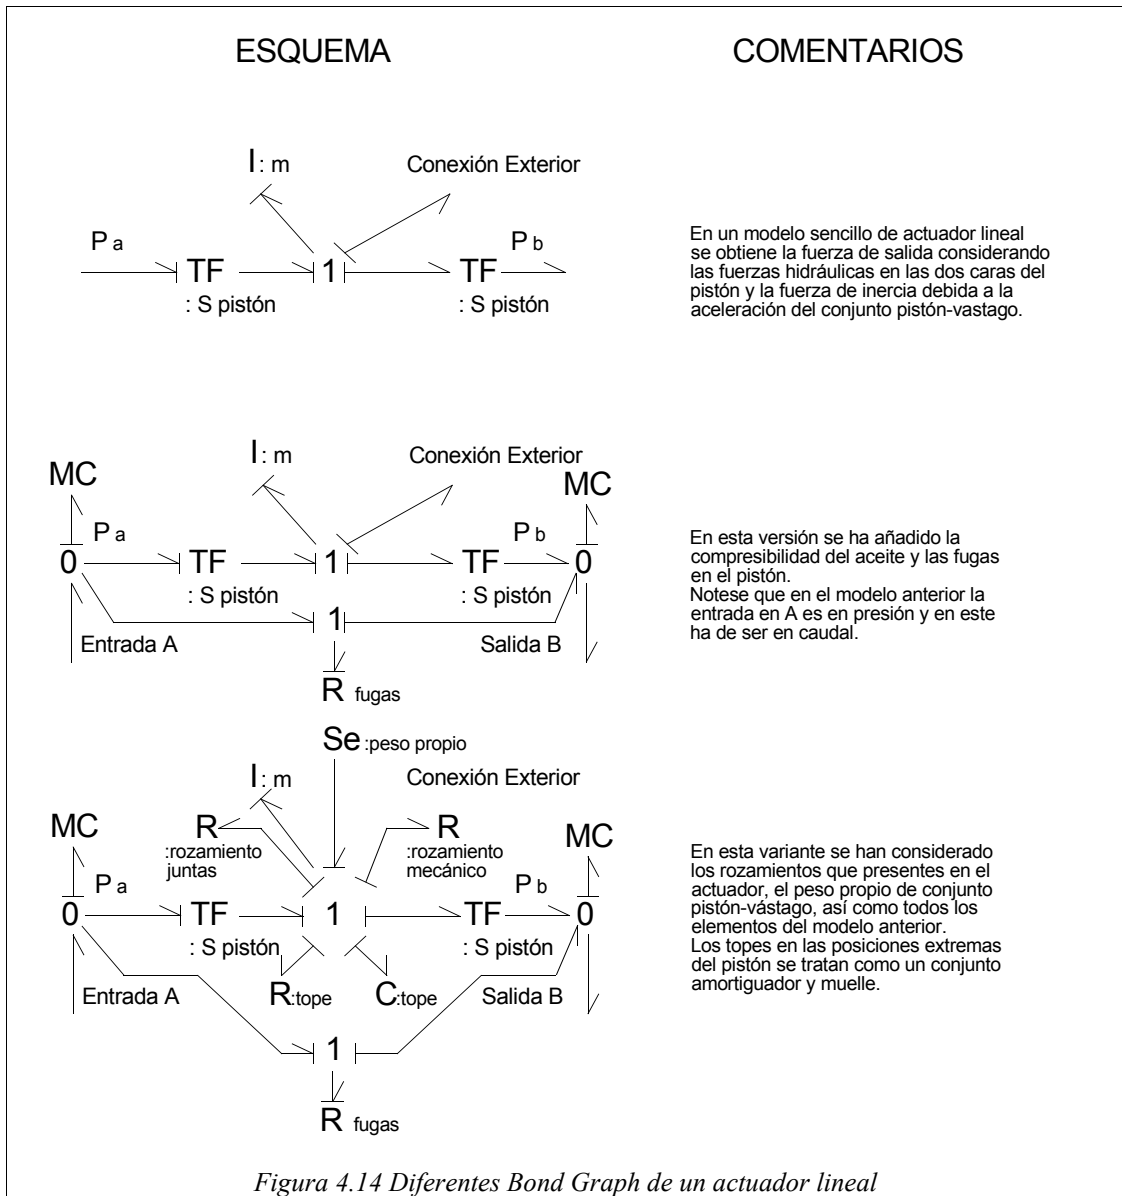 ESQUEMA
COMENTARIOS
I: m
Conexión Exterior
P a
P b
TF
1
TF
: S pistón
: S pistón
En un modelo sencillo de actuador lineal
se obtiene la fuerza de salida considerando
las fuerzas hidráulicas en las dos caras del
pistón y la fuerza de inercia debida a la
aceleración del conjunto pistón-vastago.
I: m
Conexión Exterior
MC
MC
P a
P b
0
TF
1
TF
0
: S pistón
: S pistón
1
Entrada A
Salida B
R fugas
En esta versión se ha añadido la
compresibilidad del aceite y las fugas
en el pistón.
Notese que en el modelo anterior la
entrada en A es en presión y en este
ha de ser en caudal.
Se :peso propio
I: m
Conexión Exterior
MC
R
R
MC
:rozamiento
juntas
:rozamiento
mecánico
P a
P b
0
TF
1
TF
0
: S pistón
: S pistón
Entrada A
R:tope
C:tope
Salida B
1
R fugas
En esta variante se han considerado
los rozamientos que presentes en el
actuador, el peso propio de conjunto
pistón-vástago, así como todos los
elementos del modelo anterior.
Los topes en las posiciones extremas
del pistón se tratan como un conjunto
amortiguador y muelle.
Figura 4.14 Diferentes Bond Graph de un actuador lineal